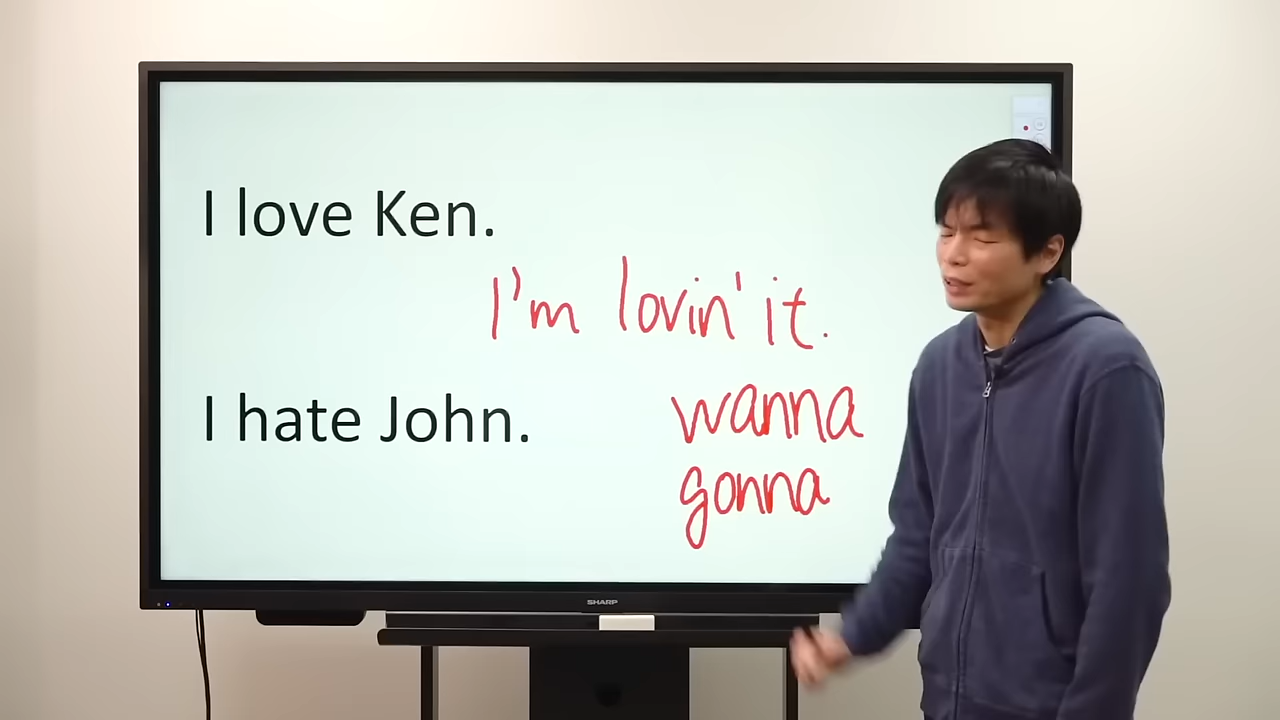 I love Ken.
I'm lovin' it.
I hate John.
wanna
gonna
SHARP